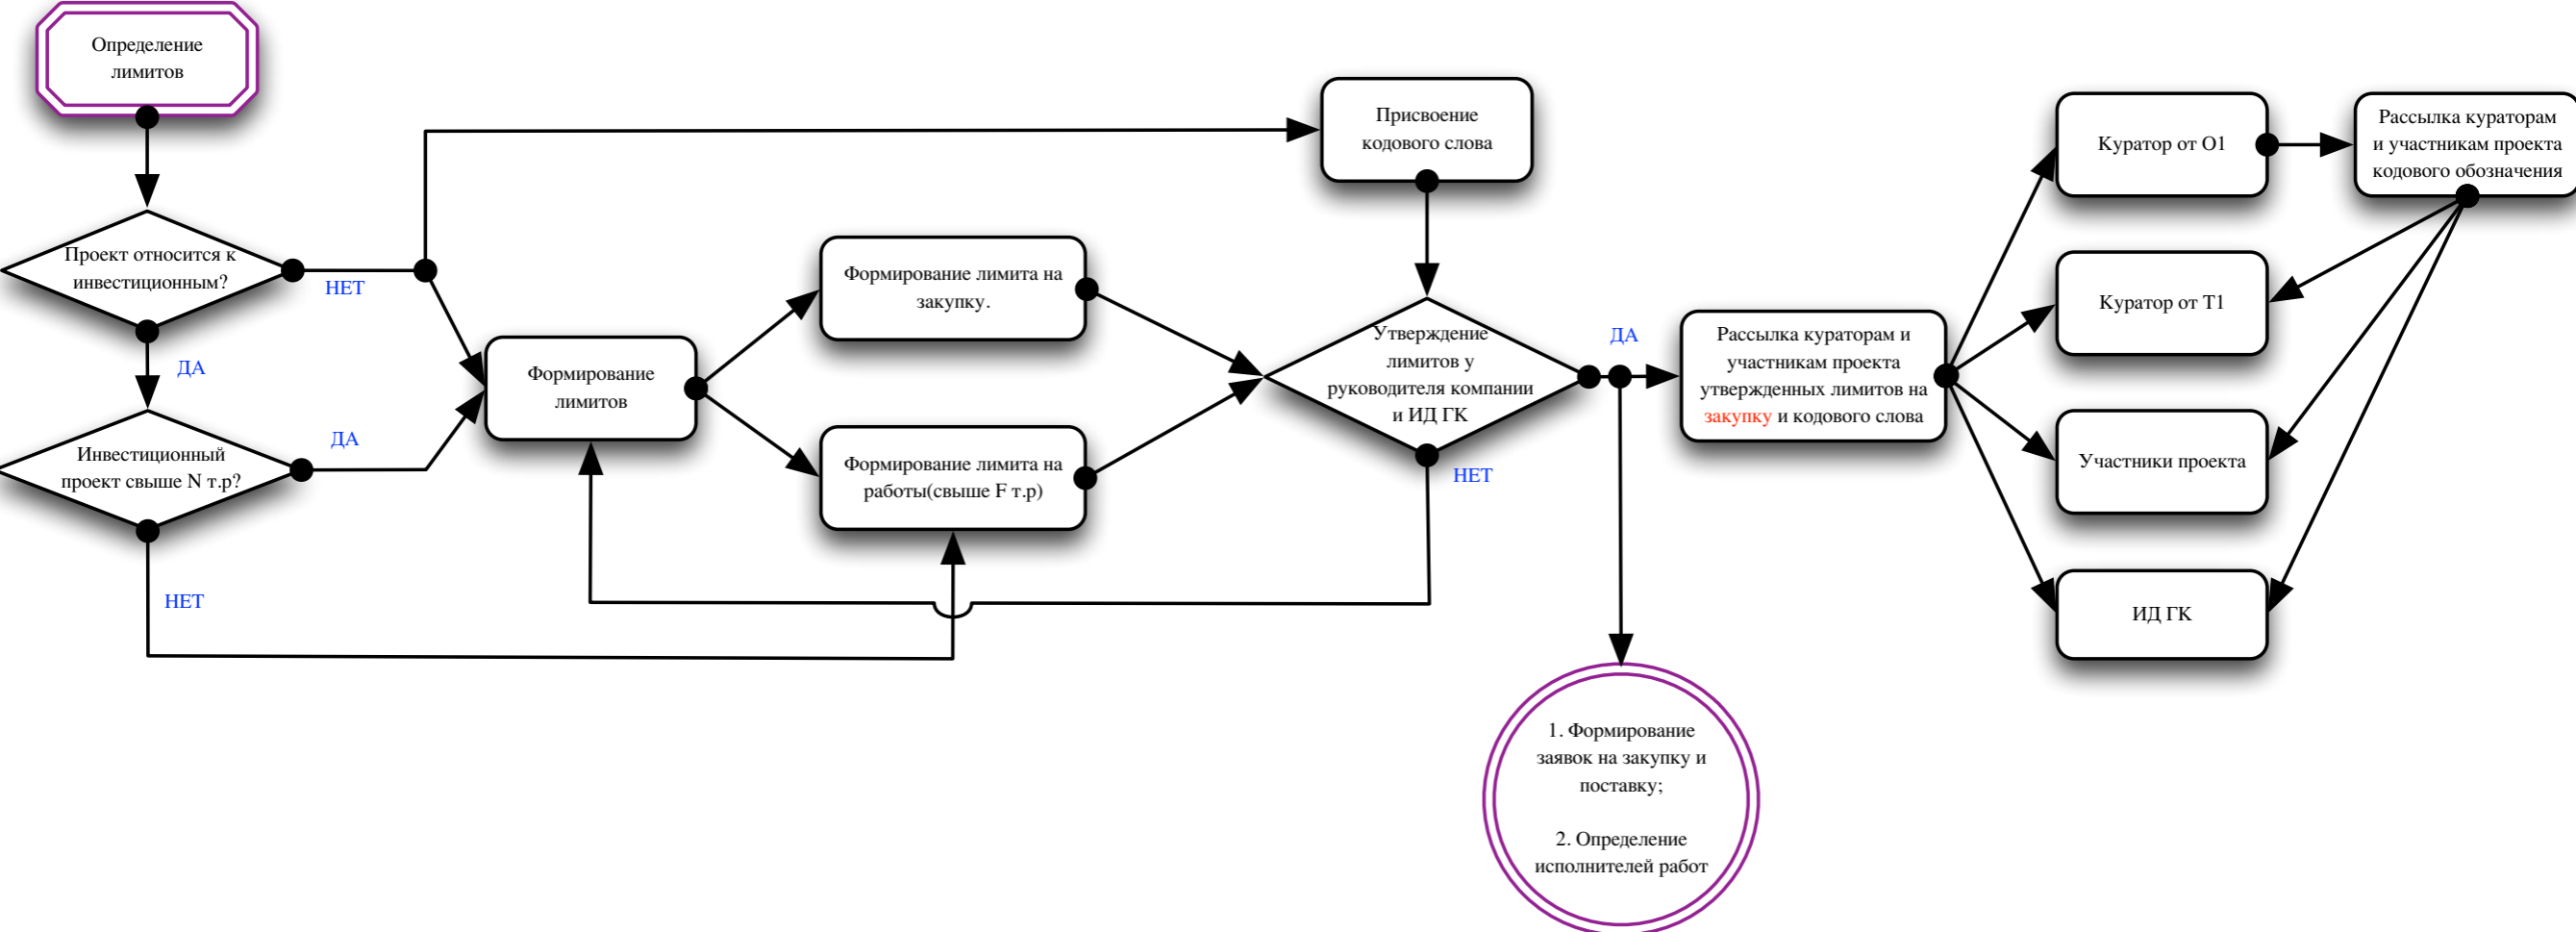 Определение
лимитов
Проект относится к
инвестиционным?
НЕТ
ДА
Инвестиционный
проект свыше N т.р?
ДА
НЕТ
Формирование
лимитов
Формирование лимита на
закупку.
Формирование лимита на
работы(свыше F т.р)
Присвоение
кодового слова
Утверждение
лимитов у
руководителя компании
и ИД ГК
ДА
НЕТ
Рассылка кураторам и
участникам проекта
утвержденных лимитов на
закупку и кодового слова
1. Формирование
заявок на закупку и
поставку;
2. Определение
исполнителей работ
Куратор от О1
Рассылка кураторам
и участникам проекта
кодового обозначения
Куратор от Т1
Участники проекта
ИД ГК